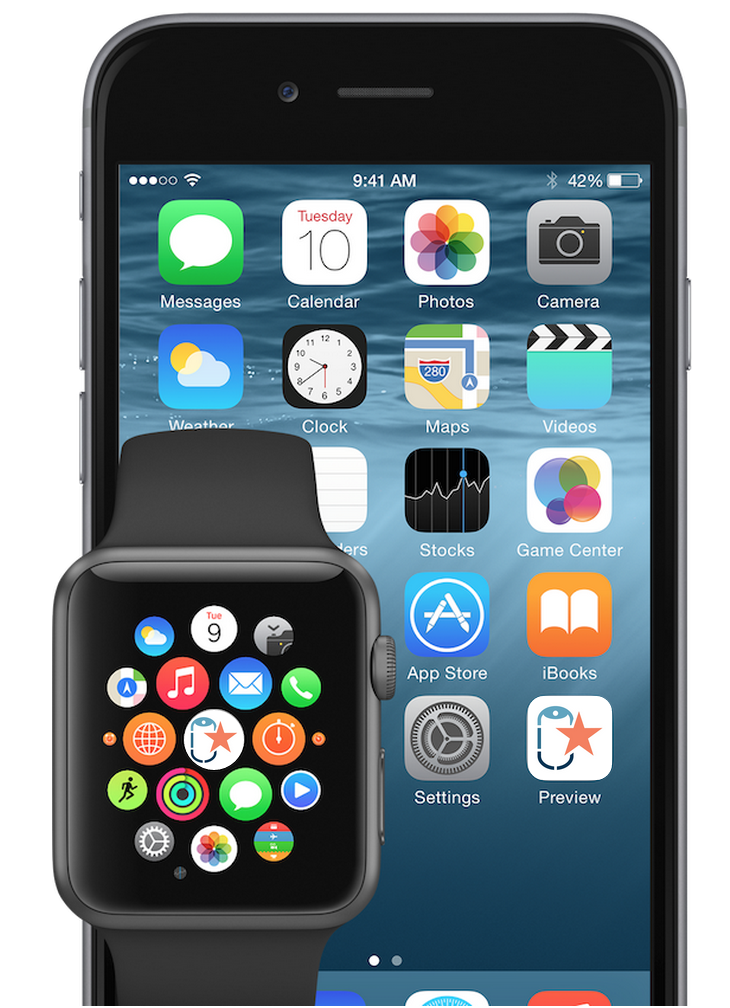 9:41 AM 42%
Tuesday
10
Messages Calendar Photos Camera
280
Weather Clock Maps Videos
Stocks Game Center
Tue
9
App Store iBooks
Settings Preview